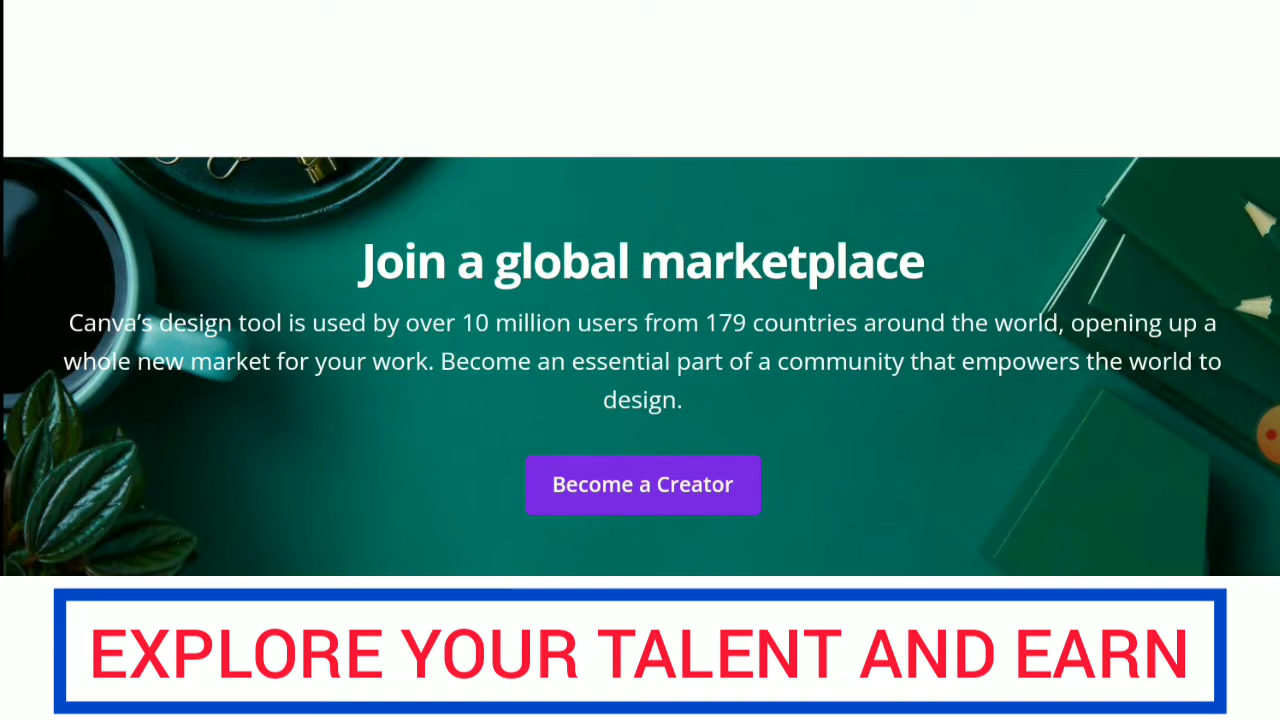 Join a global marketplace
Canva's design tool is used by over 10 million users from 179 countries around the world, opening up a
whole new market for your work. Become an essential part of a community that empowers the world to
design.
Become a Creator
EXPLORE YOUR TALENT AND EARN